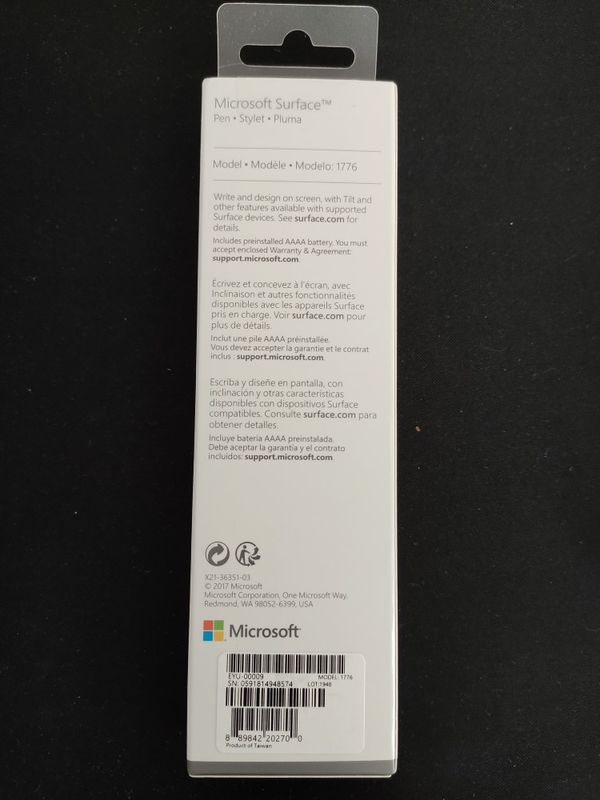 Microsoft Surface™
Pen • Stylet • Pluma
Model • Modèle • Modelo: 1776
Write and design on screen, with Tilt and
other features available with supported
Surface devices. See surface.com for
details.
Includes preinstalled AAAA battery. You must
accept enclosed Warranty & Agreement:
support.microsoft.com.
Écrivez et concevez à l'écran, avec
Inclinaison et autres fonctionnalités
disponibles avec les appareils Surface
pris en charge. Voir surface.com pour
plus de détails.
Inclut une pile AAAA préinstallée.
Vous devez accepter la garantie et le contrat
inclus : support.microsoft.com.
Escriba y diseñe en pantalla, con
inclinación y otras características
disponibles con dispositivos Surface
compatibles. Consulte surface.com para
obtener detalles.
Incluye batería AAAA preinstalada.
Debe aceptar la garantía y el contrato
incluidos: support.microsoft.com.
X21-36351-03
© 2017 Microsoft
Microsoft Corporation, One Microsoft Way,
Redmond, WA 98052-6399, USA
Microsoft
EYU-00009 MODEL: 1776
SN: 0591814948574 LOT:1948
8 89842 20270 0
Product of Taiwan